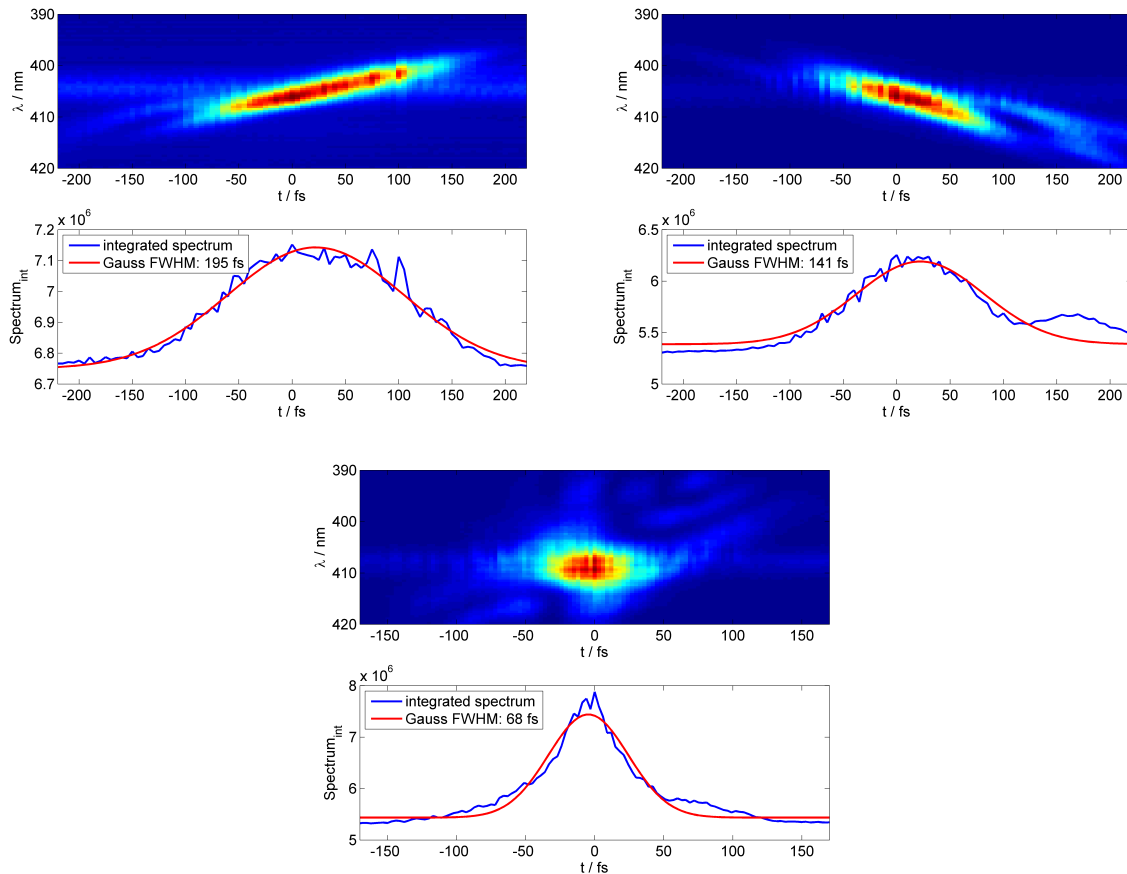 390
400
410
420
λ / nm
-200 -150 -100 -50 0 50 100 150 200
t / fs
x 10^6
7.2
7.1
7
6.9
6.8
6.7
Spectrum_int
integrated spectrum
Gauss FWHM: 195 fs
-200 -150 -100 -50 0 50 100 150 200
t / fs
390
400
410
420
λ / nm
-200 -150 -100 -50 0 50 100 150 200
t / fs
x 10^6
6.5
6
5.5
5
Spectrum_int
integrated spectrum
Gauss FWHM: 141 fs
-200 -150 -100 -50 0 50 100 150 200
t / fs
390
400
410
420
λ / nm
-150 -100 -50 0 50 100 150
t / fs
x 10^6
8
7
6
5
Spectrum_int
integrated spectrum
Gauss FWHM: 68 fs
-150 -100 -50 0 50 100 150
t / fs